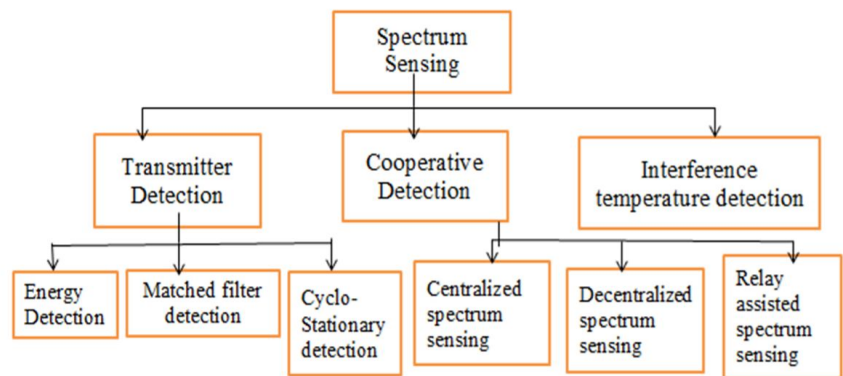 Spectrum
Sensing
Transmitter
Detection
Cooperative
Detection
Interference
temperature detection
Energy
Detection
Matched filter
detection
Cyclo-
Stationary
detection
Centralized
spectrum
sensing
Decentralized
spectrum
sensing
Relay
assisted
spectrum
sensing